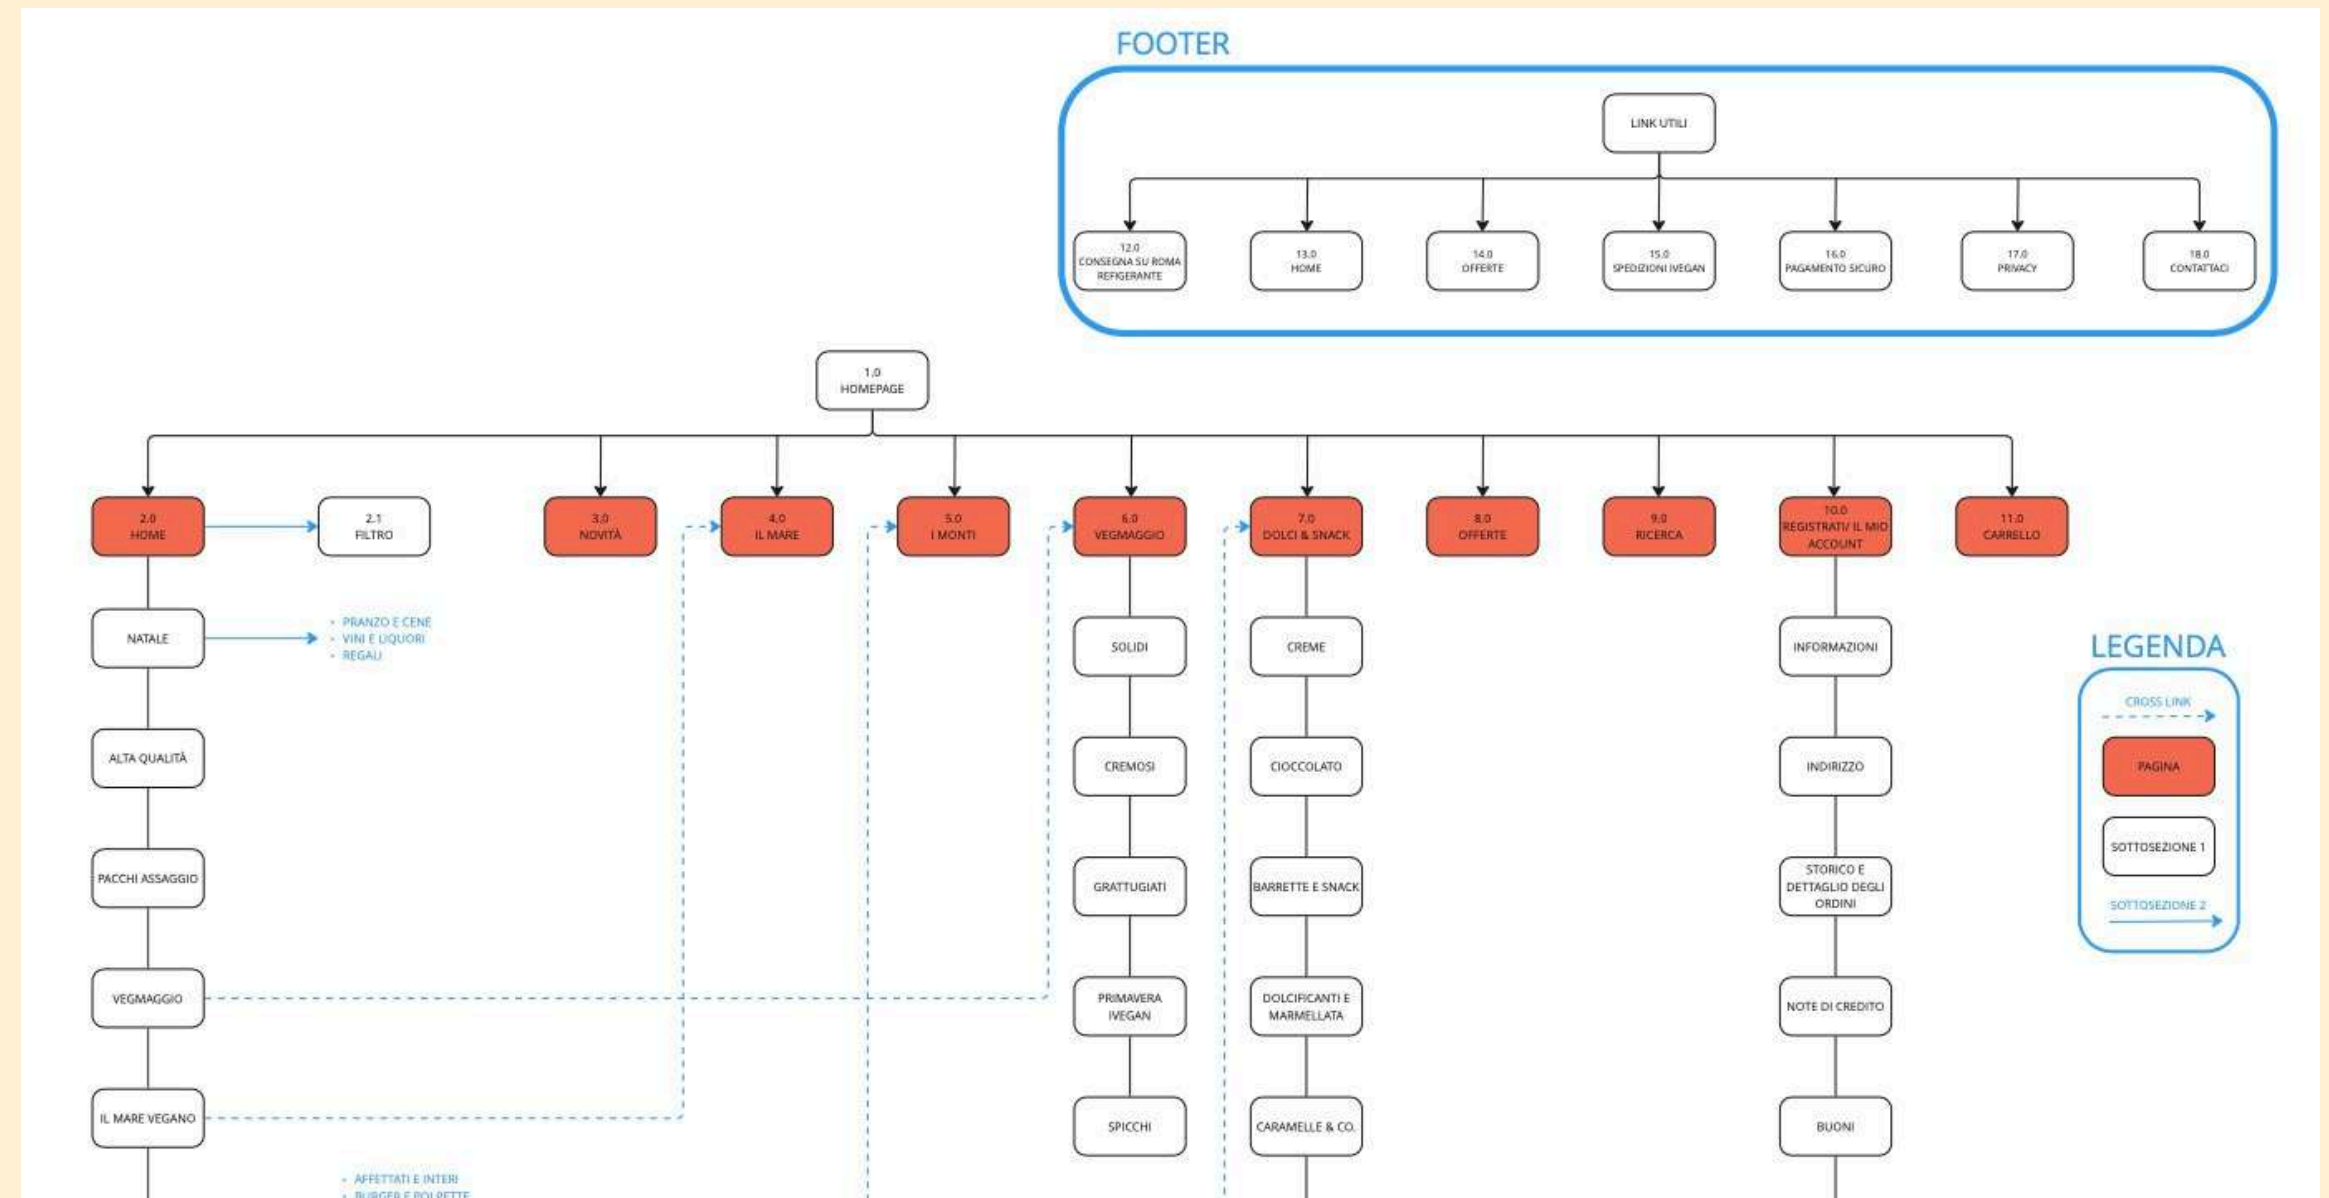 FOOTER
LINK UTILI
12.0
CONSEGNA SU ROMA
REFIGERANTE
13.0
HOME
14.0
OFFERTE
15.0
SPEDIZIONI IVEGAN
16.0
PAGAMENTO SICURO
17.0
PRIVACY
18.0
CONTATTACI
1.0
HOMEPAGE
2.0
HOME
2.1
FILTRO
3.0
NOVITÀ
4.0
IL MARE
5.0
I MONTI
6.0
VEGMAGGIO
7.0
DOLCI & SNACK
8.0
OFFERTE
9.0
RICERCA
10.0
REGISTRATI/ IL MIO
ACCOUNT
11.0
CARRELLO
NATALE
• PRANZO E CENE
• VINI E LIQUORI
• REGALI
ALTA QUALITÀ
PACCHI ASSAGGIO
VEGMAGGIO
IL MARE VEGANO
• AFFETTATI E INTERI
• BURGER E POLPETTE
SOLIDI
CREMOSI
GRATTUGIATI
PRIMAVERA
IVEGAN
SPICCHI
CREME
CIOCCOLATO
BARRETTE E SNACK
DOLCIFICANTI E
MARMELLATA
CARAMELLE & CO.
INFORMAZIONI
INDIRIZZO
STORICO E
DETTAGLIO DEGLI
ORDINI
NOTE DI CREDITO
BUONI
LEGENDA
CROSS LINK
PAGINA
SOTTOSEZIONE 1
SOTTOSEZIONE 2